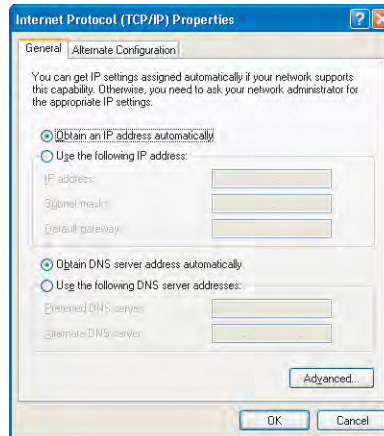 Internet Protocol (TCP/IP) Properties
General
Alternate Configuration
You can get IP settings assigned automatically if your network supports
this capability. Otherwise, you need to ask your network administrator for
the appropriate IP settings.
Obtain an IP address automatically
Use the following IP address:
IP address:
Subnet mask:
Default gateway:
Obtain DNS server address automatically
Use the following DNS server addresses:
Preferred DNS server:
Alternate DNS server:
Advanced...
OK
Cancel